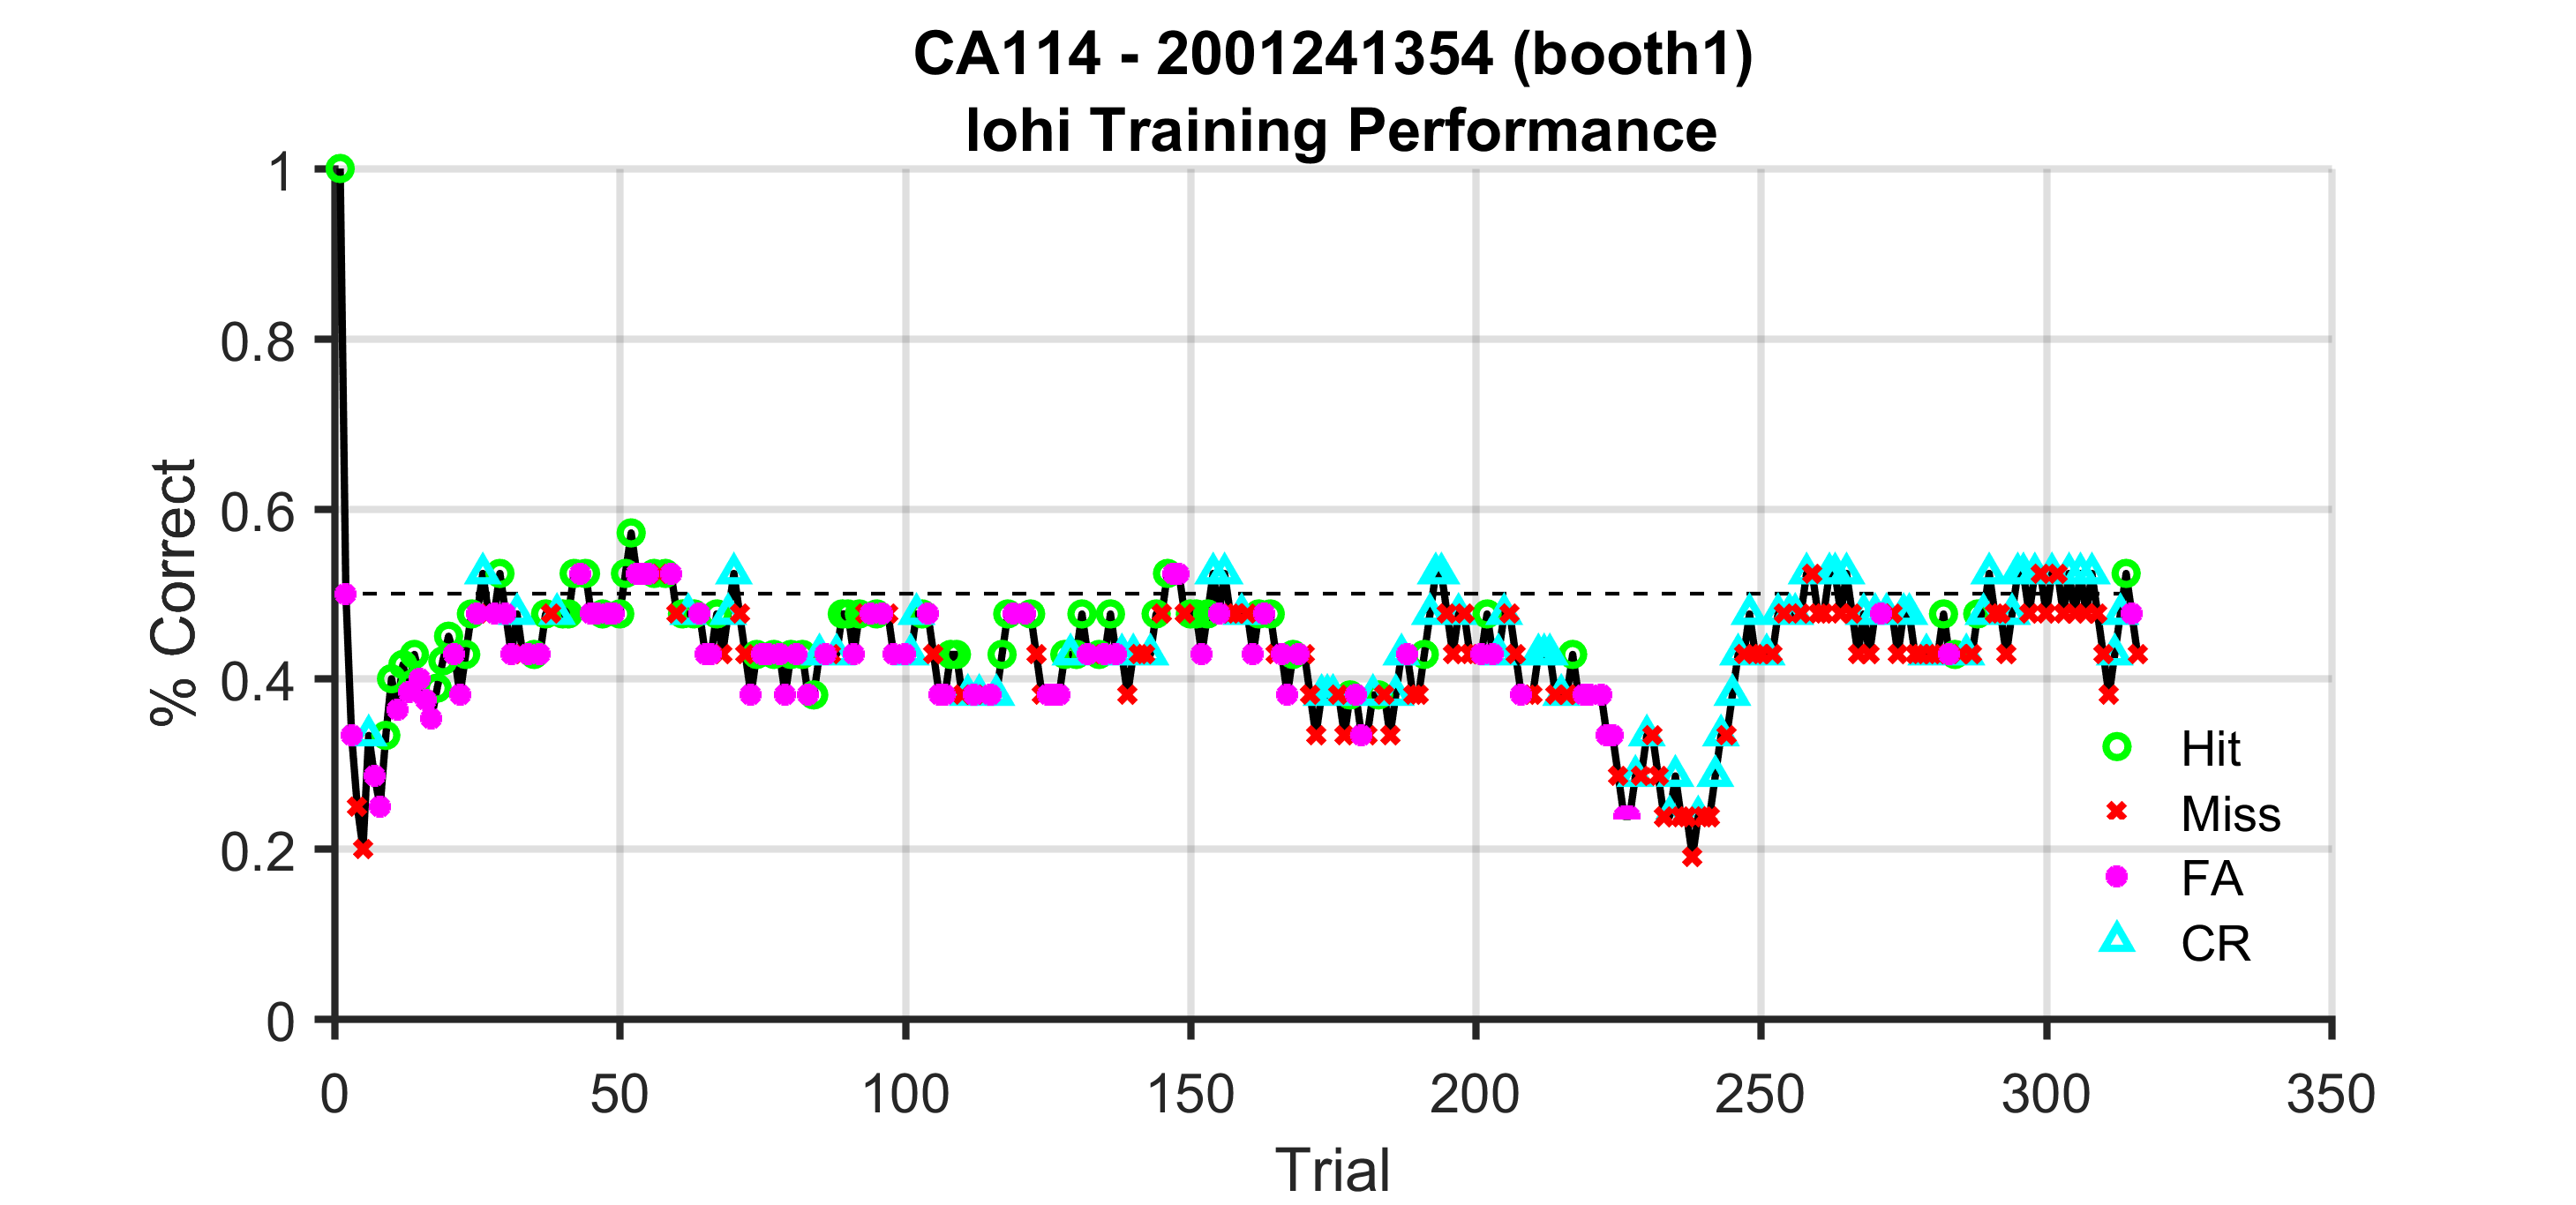 CA114 - 2001241354 (booth1)
lohi Training Performance
% Correct
1
0.8
0.6
0.4
0.2
0
0 50 100 150 200 250 300 350
Trial
Hit
Miss
FA
CR